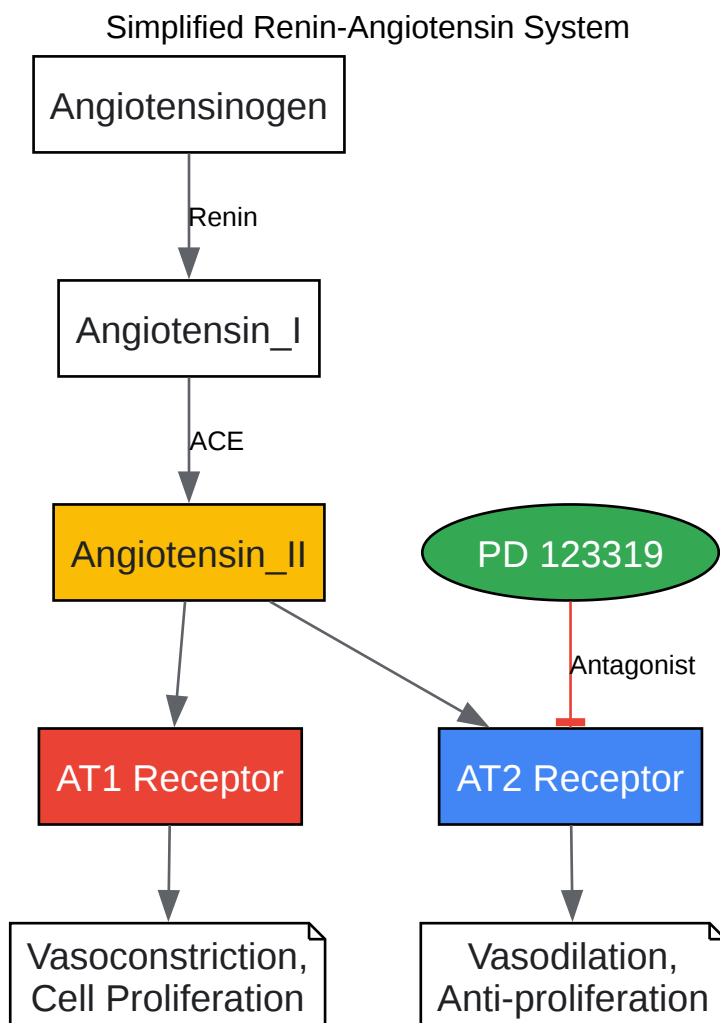 Simplified Renin-Angiotensin System
Angiotensinogen
Renin
Angiotensin_I
ACE
Angiotensin_II
PD 123319
Antagonist
AT1 Receptor
AT2 Receptor
Vasoconstriction,
Cell Proliferation
Vasodilation,
Anti-proliferation